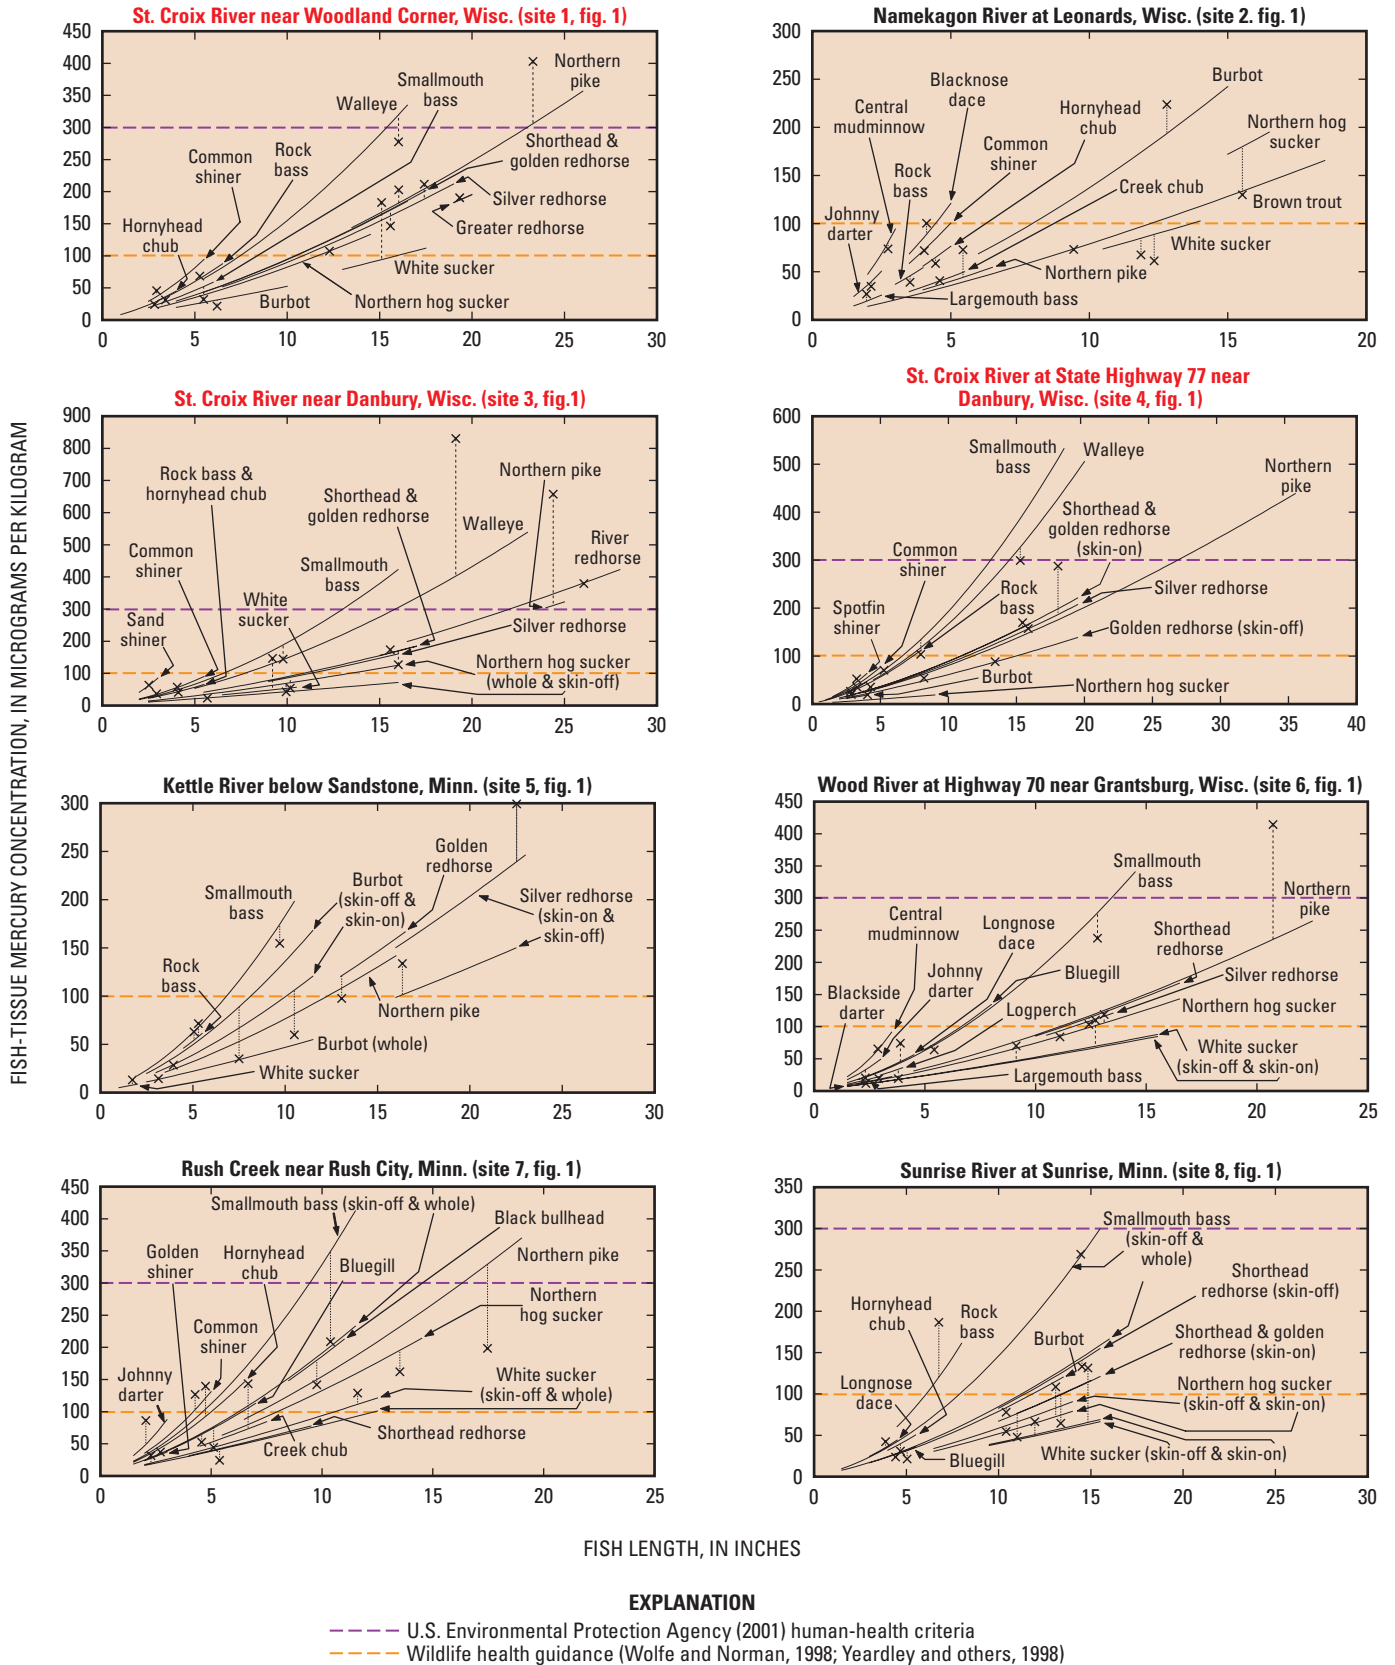 FISH-TISSUE MERCURY CONCENTRATION, IN MICROGRAMS PER KILOGRAM
St. Croix River near Woodland Corner, Wisc. (site 1, fig. 1)
450
400
350
300
250
200
150
100
50
0
0
5
10
15
20
25
30
Northern
pike
Smallmouth
bass
Walleye
Shorthead &
golden redhorse
Common
shiner
Rock
bass
Silver redhorse
Greater redhorse
Hornyhead
chub
White sucker
Burbot
Northern hog sucker
Namekagon River at Leonards, Wisc. (site 2. fig. 1)
300
250
200
150
100
50
0
0
5
10
15
20
Burbot
Blacknose
dace
Central
mudminnow
Hornyhead
chub
Northern hog
sucker
Common
shiner
Rock
bass
Creek chub
Brown trout
Johnny
darter
White sucker
Northern pike
Largemouth bass
St. Croix River near Danbury, Wisc. (site 3, fig.1)
900
800
700
600
500
400
300
200
100
0
0
5
10
15
20
25
30
Rock bass &
hornyhead chub
Northern pike
Shorthead &
golden redhorse
Walleye
River
redhorse
Common
shiner
Smallmouth
bass
White
sucker
Sand
shiner
Silver redhorse
Northern hog sucker
(whole & skin-off)
St. Croix River at State Highway 77 near
Danbury, Wisc. (site 4, fig. 1)
600
500
400
300
200
100
0
0
5
10
15
20
25
30
35
40
Smallmouth
bass
Walleye
Northern
pike
Shorthead &
golden redhorse
(skin-on)
Common
shiner
Rock
bass
Silver redhorse
Spotfin
shiner
Golden redhorse (skin-off)
Burbot
Northern hog sucker
Kettle River below Sandstone, Minn. (site 5, fig. 1)
300
250
200
150
100
50
0
0
5
10
15
20
25
30
Golden
redhorse
Smallmouth
bass
Burbot
(skin-off &
skin-on)
Silver redhorse
(skin-on &
skin-off)
Rock
bass
Northern pike
Burbot (whole)
White sucker
Wood River at Highway 70 near Grantsburg, Wisc. (site 6, fig. 1)
450
400
350
300
250
200
150
100
50
0
0
5
10
15
20
25
Smallmouth
bass
Northern
pike
Central
mudminnow
Longnose
dace
Shorthead
redhorse
Johnny
darter
Bluegill
Silver redhorse
Blackside
darter
Logperch
Northern hog sucker
White sucker
(skin-off & skin-on)
Largemouth bass
Rush Creek near Rush City, Minn. (site 7, fig. 1)
450
400
350
300
250
200
150
100
50
0
0
5
10
15
20
25
Smallmouth bass (skin-off & whole)
Black bullhead
Golden
shiner
Hornyhead
chub
Bluegill
Northern pike
Northern
hog sucker
Common
shiner
Johnny
darter
White sucker
(skin-off & whole)
Shorthead redhorse
Creek chub
Sunrise River at Sunrise, Minn. (site 8, fig. 1)
350
300
250
200
150
100
50
0
0
5
10
15
20
25
30
Smallmouth bass
(skin-off &
whole)
Shorthead
redhorse (skin-off)
Hornyhead
chub
Rock
bass
Burbot
Shorthead & golden
redhorse (skin-on)
Longnose
dace
Northern hog sucker
(skin-off & skin-on)
Bluegill
White sucker (skin-off & skin-on)
FISH LENGTH, IN INCHES
EXPLANATION
U.S. Environmental Protection Agency (2001) human-health criteria
Wildlife health guidance (Wolfe and Norman, 1998; Yeardley and others, 1998)